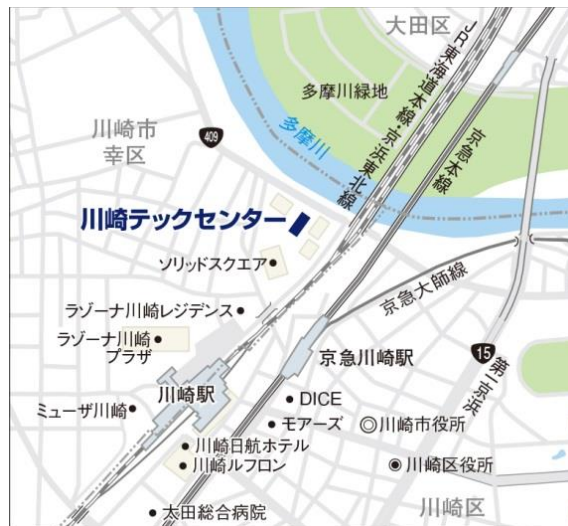 大田区
JR東海道本線・京浜東北線
多摩川緑地
京急本線
川崎市
幸区
409
多摩川
川崎テックセンター
ソリッドスクエア
京急大師線
ラゾーナ川崎レジデンス
ラゾーナ川崎
プラザ
京急川崎駅
15
第一京浜
川崎駅
DICE
ミューザ川崎
モアーズ
川崎市役所
川崎日航ホテル
川崎ルフロン
川崎区役所
太田総合病院
川崎区